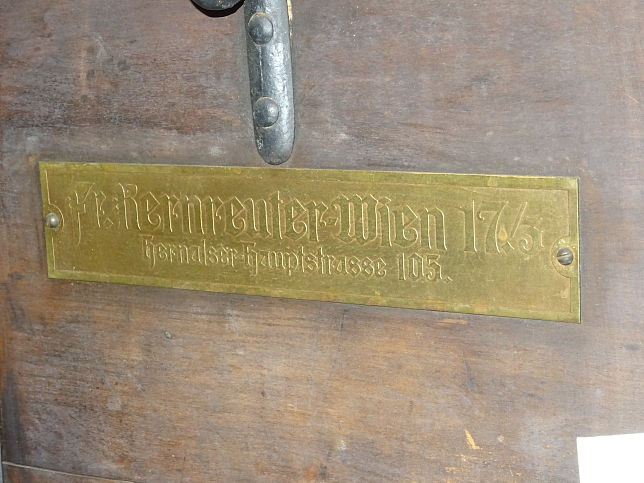 Fr. Kernreuter-Wien 17/3
Hernalser-Hauptstrasse 105.